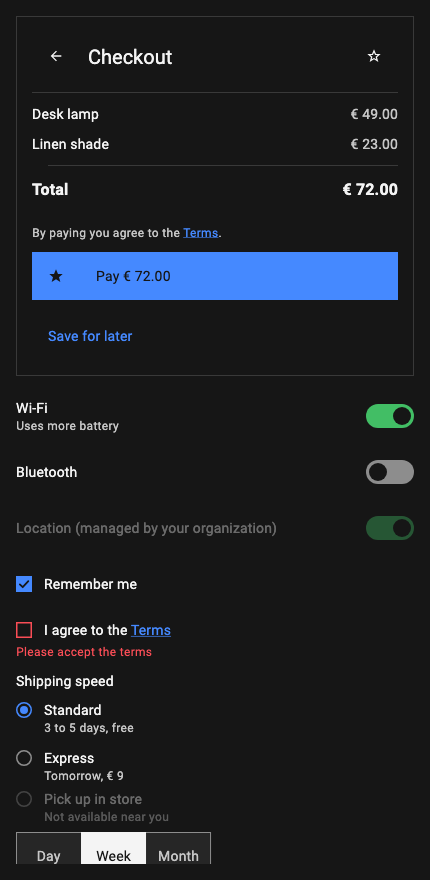 Checkout
Desk lamp € 49.00
Linen shade € 23.00
Total € 72.00
By paying you agree to the Terms.
Pay € 72.00
Save for later
Wi-Fi
Uses more battery
Bluetooth
Location (managed by your organization)
Remember me
I agree to the Terms
Please accept the terms
Shipping speed
Standard
3 to 5 days, free
Express
Tomorrow, € 9
Pick up in store
Not available near you
Day Week Month